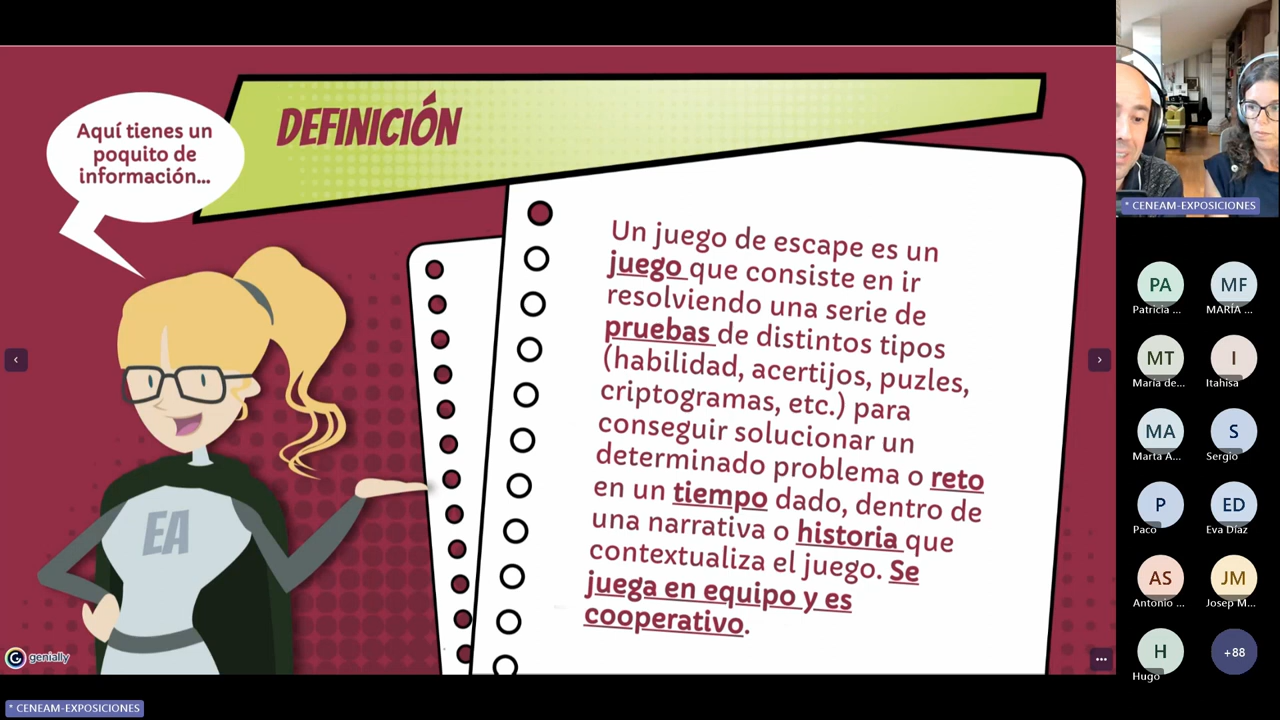 Aquí tienes un
poquito de
información...
DEFINICIÓN
Un juego de escape es un
juego que consiste en ir
resolviendo una serie de
pruebas de distintos tipos
(habilidad, acertijos, puzles,
criptogramas, etc.) para
conseguir solucionar un
determinado problema o reto
en un tiempo dado, dentro de
una narrativa o historia que
contextualiza el juego. Se
juega en equipo y es
cooperativo.
EA
genially
* CENEAM-EXPOSICIONES
* CENEAM-EXPOSICIONES
PA
Patricia ...
MF
MARÍA ...
MT
María de...
I
Itahisa
MA
Marta A...
S
Sergio
P
Paco
ED
Eva Díaz
AS
Antonio ...
JM
Josep M...
H
Hugo
+88